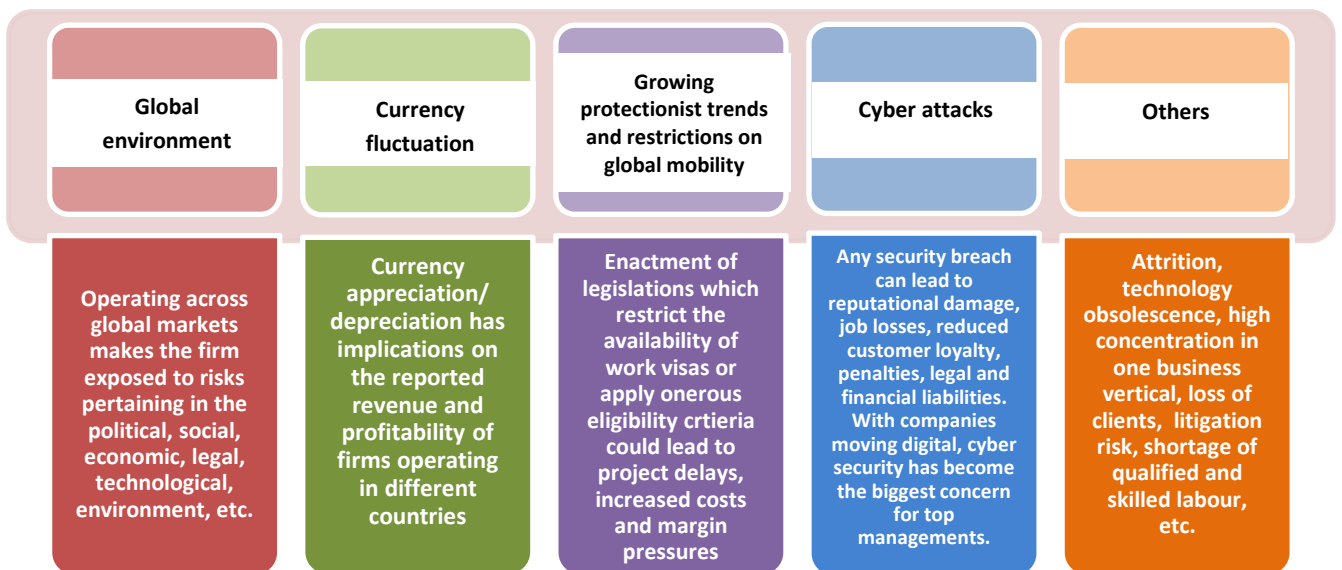 Global
environment
Currency
fluctuation
Growing
protectionist trends
and restrictions on
global mobility
Cyber attacks
Others
Operating across
global markets
makes the firm
exposed to risks
pertaining in the
political, social,
economic, legal,
technological,
environment, etc.
Currency
appreciation/
depreciation has
implications on
the reported
revenue and
profitability of
firms operating
in different
countries
Enactment of
legislations which
restrict the
availability of
work visas or
apply onerous
eligibility crtieria
could lead to
project delays,
increased costs
and margin
pressures
Any security breach
can lead to
reputational damage,
job losses, reduced
customer loyalty,
penalties, legal and
financial liabilities.
With companies
moving digital, cyber
security has become
the biggest concern
for top
managements.
Attrition,
technology
obsolescence, high
concentration in
one business
vertical, loss of
clients, litigation
risk, shortage of
qualified and
skilled labour,
etc.